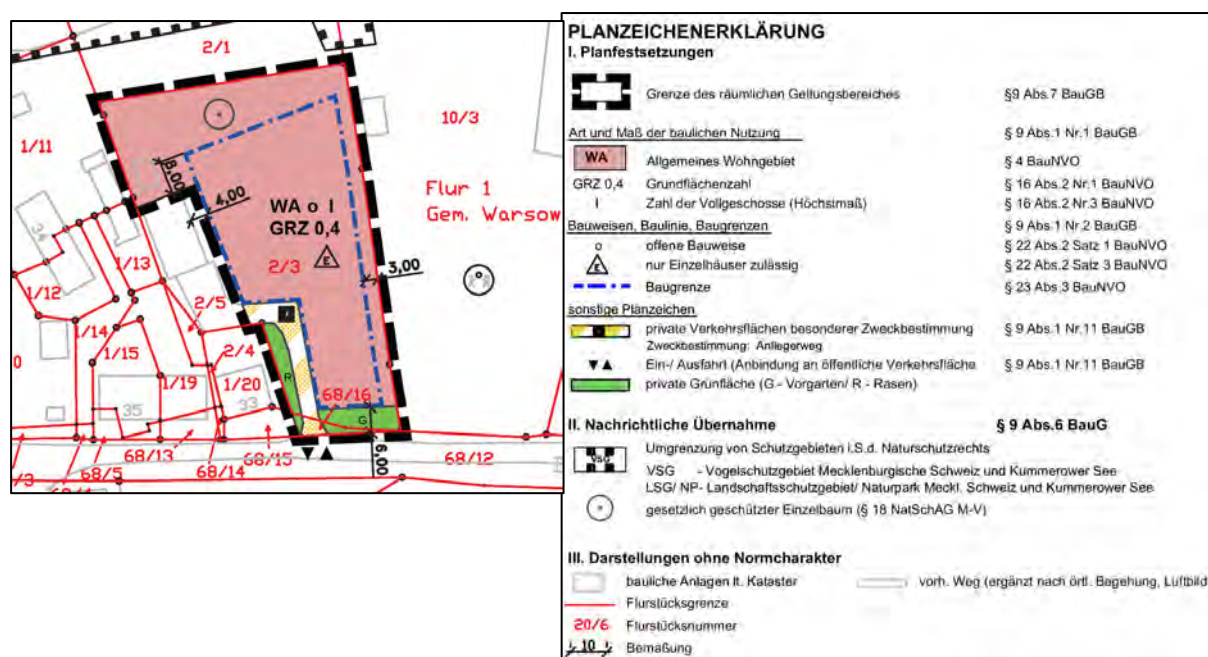 2/1
10/3
1/11
8,00
4,00
Flur 1
Gem. Warsow
WA o I
GRZ 0,4
E
2/3
3,00
34
1/13
1/12
2/5
1/14
1/15
2/4
1/19
1/20
33
35
R
68/16
G
6,00
68/13
68/14
68/15
68/12
68/5
PLANZEICHENERKLÄRUNG
I. Planfestsetzungen
Grenze des räumlichen Geltungsbereiches §9 Abs.7 BauGB
Art und Maß der baulichen Nutzung § 9 Abs.1 Nr.1 BauGB
WA Allgemeines Wohngebiet § 4 BauNVO
GRZ 0,4 Grundflächenzahl § 16 Abs.2 Nr.1 BauNVO
I Zahl der Vollgeschosse (Höchstmaß) § 16 Abs.2 Nr.3 BauNVO
Bauweisen, Baulinie, Baugrenzen § 9 Abs.1 Nr.2 BauGB
o offene Bauweise § 22 Abs.2 Satz 1 BauNVO
E nur Einzelhäuser zulässig § 22 Abs.2 Satz 3 BauNVO
Baugrenze § 23 Abs.3 BauNVO
sonstige Planzeichen
private Verkehrsflächen besonderer Zweckbestimmung § 9 Abs.1 Nr.11 BauGB
Zweckbestimmung: Anliegerweg
Ein-/ Ausfahrt (Anbindung an öffentliche Verkehrsfläche § 9 Abs.1 Nr.11 BauGB
private Grünfläche (G - Vorgarten/ R - Rasen)
II. Nachrichtliche Übernahme § 9 Abs.6 BauG
Umgrenzung von Schutzgebieten i.S.d. Naturschutzrechts
VSG
VSG - Vogelschutzgebiet Mecklenburgische Schweiz und Kummerower See
LSG/ NP- Landschaftsschutzgebiet/ Naturpark Meckl. Schweiz und Kummerower See
gesetzlich geschützter Einzelbaum (§ 18 NatSchAG M-V)
III. Darstellungen ohne Normcharakter
bauliche Anlagen lt. Kataster vorh. Weg (ergänzt nach örtl. Begehung, Luftbild
Flurstücksgrenze
20/6 Flurstücksnummer
10 Bemaßung